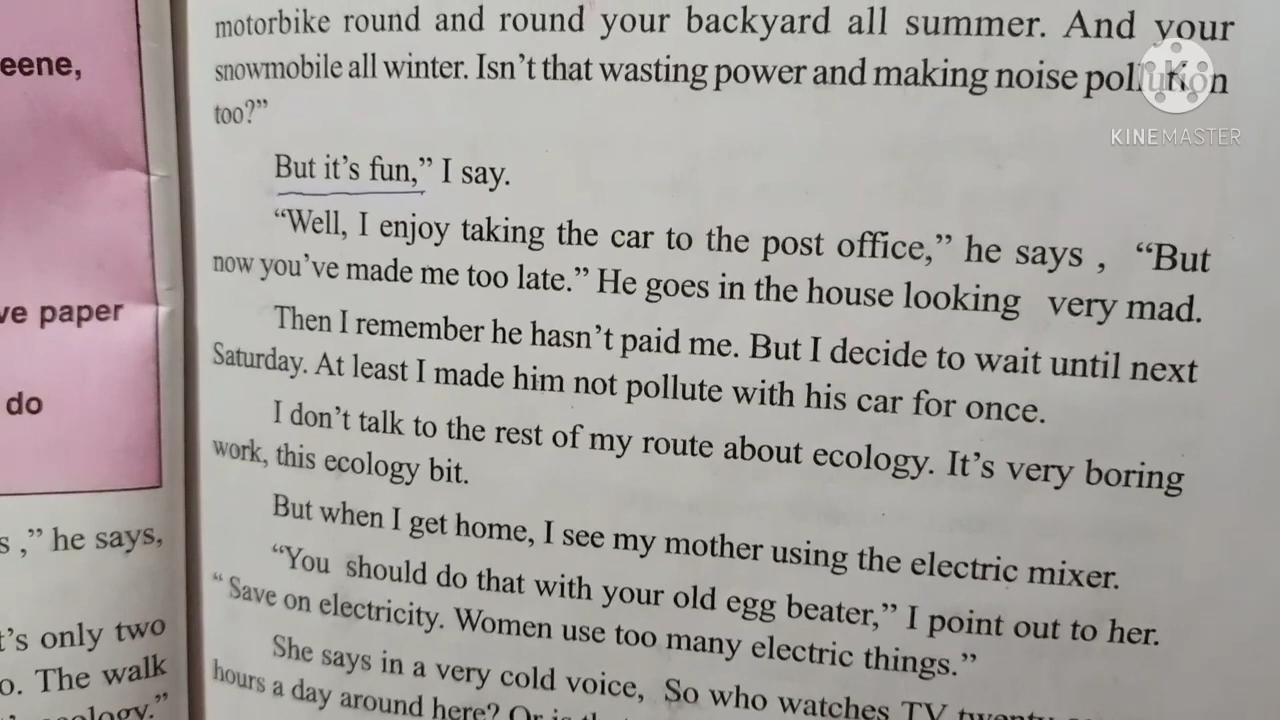 eene,
ve paper
do
s ,” he says,
t’s only two
o. The walk
ology.”
motorbike round and round your backyard all summer. And your
snowmobile all winter. Isn’t that wasting power and making noise pollution
too?”
But it’s fun,” I say.
“Well, I enjoy taking the car to the post office,” he says , “But
now you’ve made me too late.” He goes in the house looking very mad.
Then I remember he hasn’t paid me. But I decide to wait until next
Saturday. At least I made him not pollute with his car for once.
I don’t talk to the rest of my route about ecology. It’s very boring
work, this ecology bit.
But when I get home, I see my mother using the electric mixer.
“You should do that with your old egg beater,” I point out to her.
“ Save on electricity. Women use too many electric things.”
She says in a very cold voice, So who watches TV twenty
hours a day around here? Or is
K
KINEMASTER